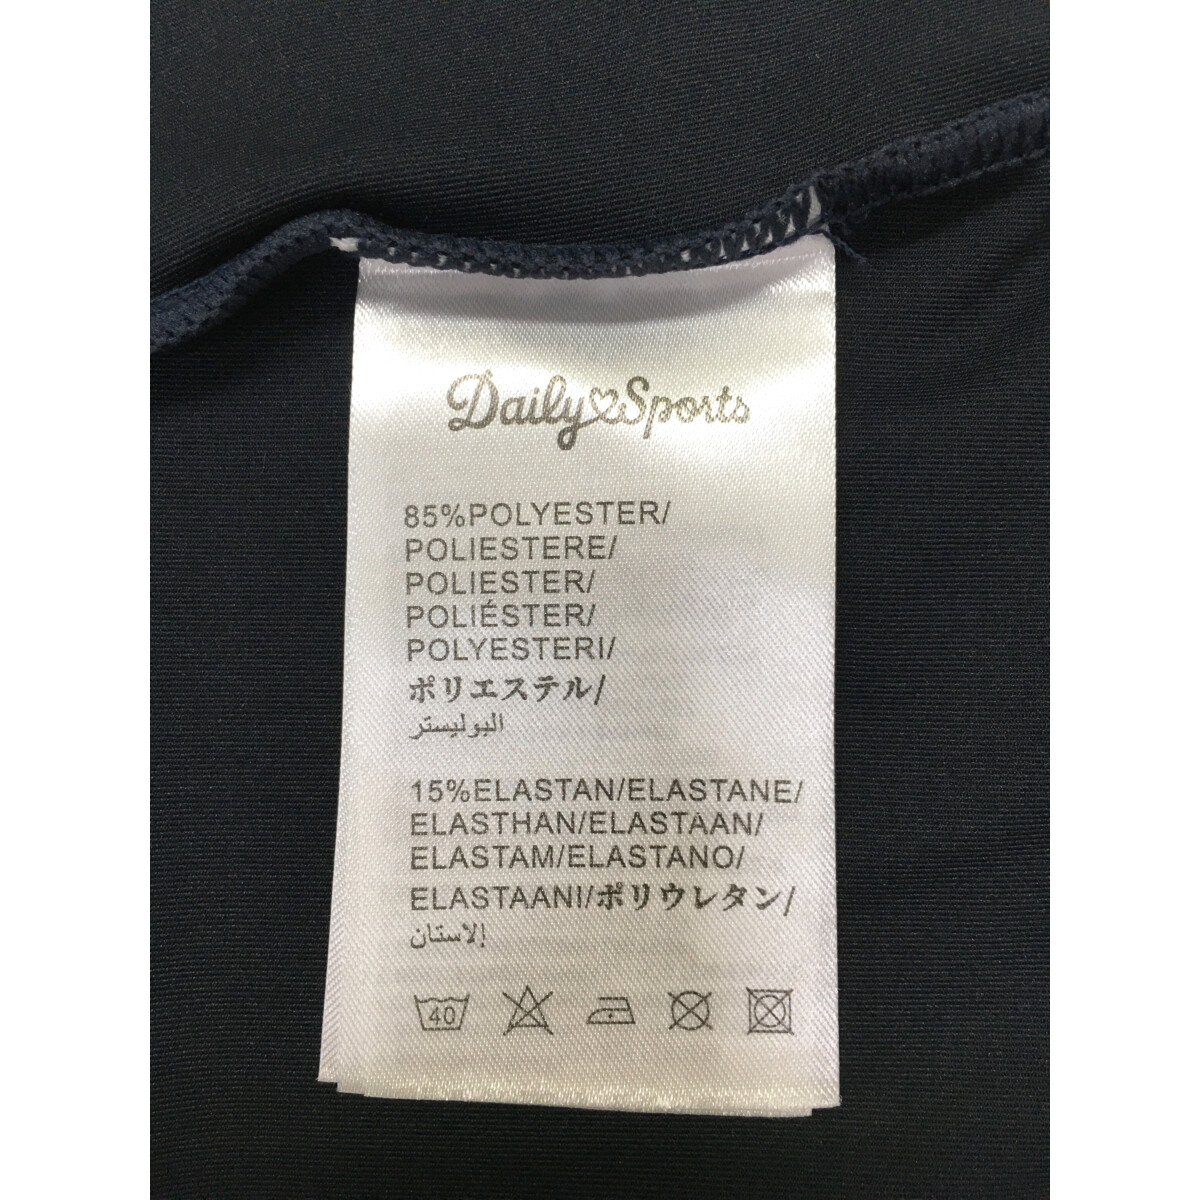 Daily Sports
85%POLYESTER/
POLIESTERE/
POLIESTER/
POLIÉSTER/
POLYESTERI/
ポリエステル/
البوليستر
15%ELASTAN/ELASTANE/
ELASTHAN/ELASTAAN/
ELASTAM/ELASTANO/
ELASTAANI/ポリウレタン/
إلاستان
40